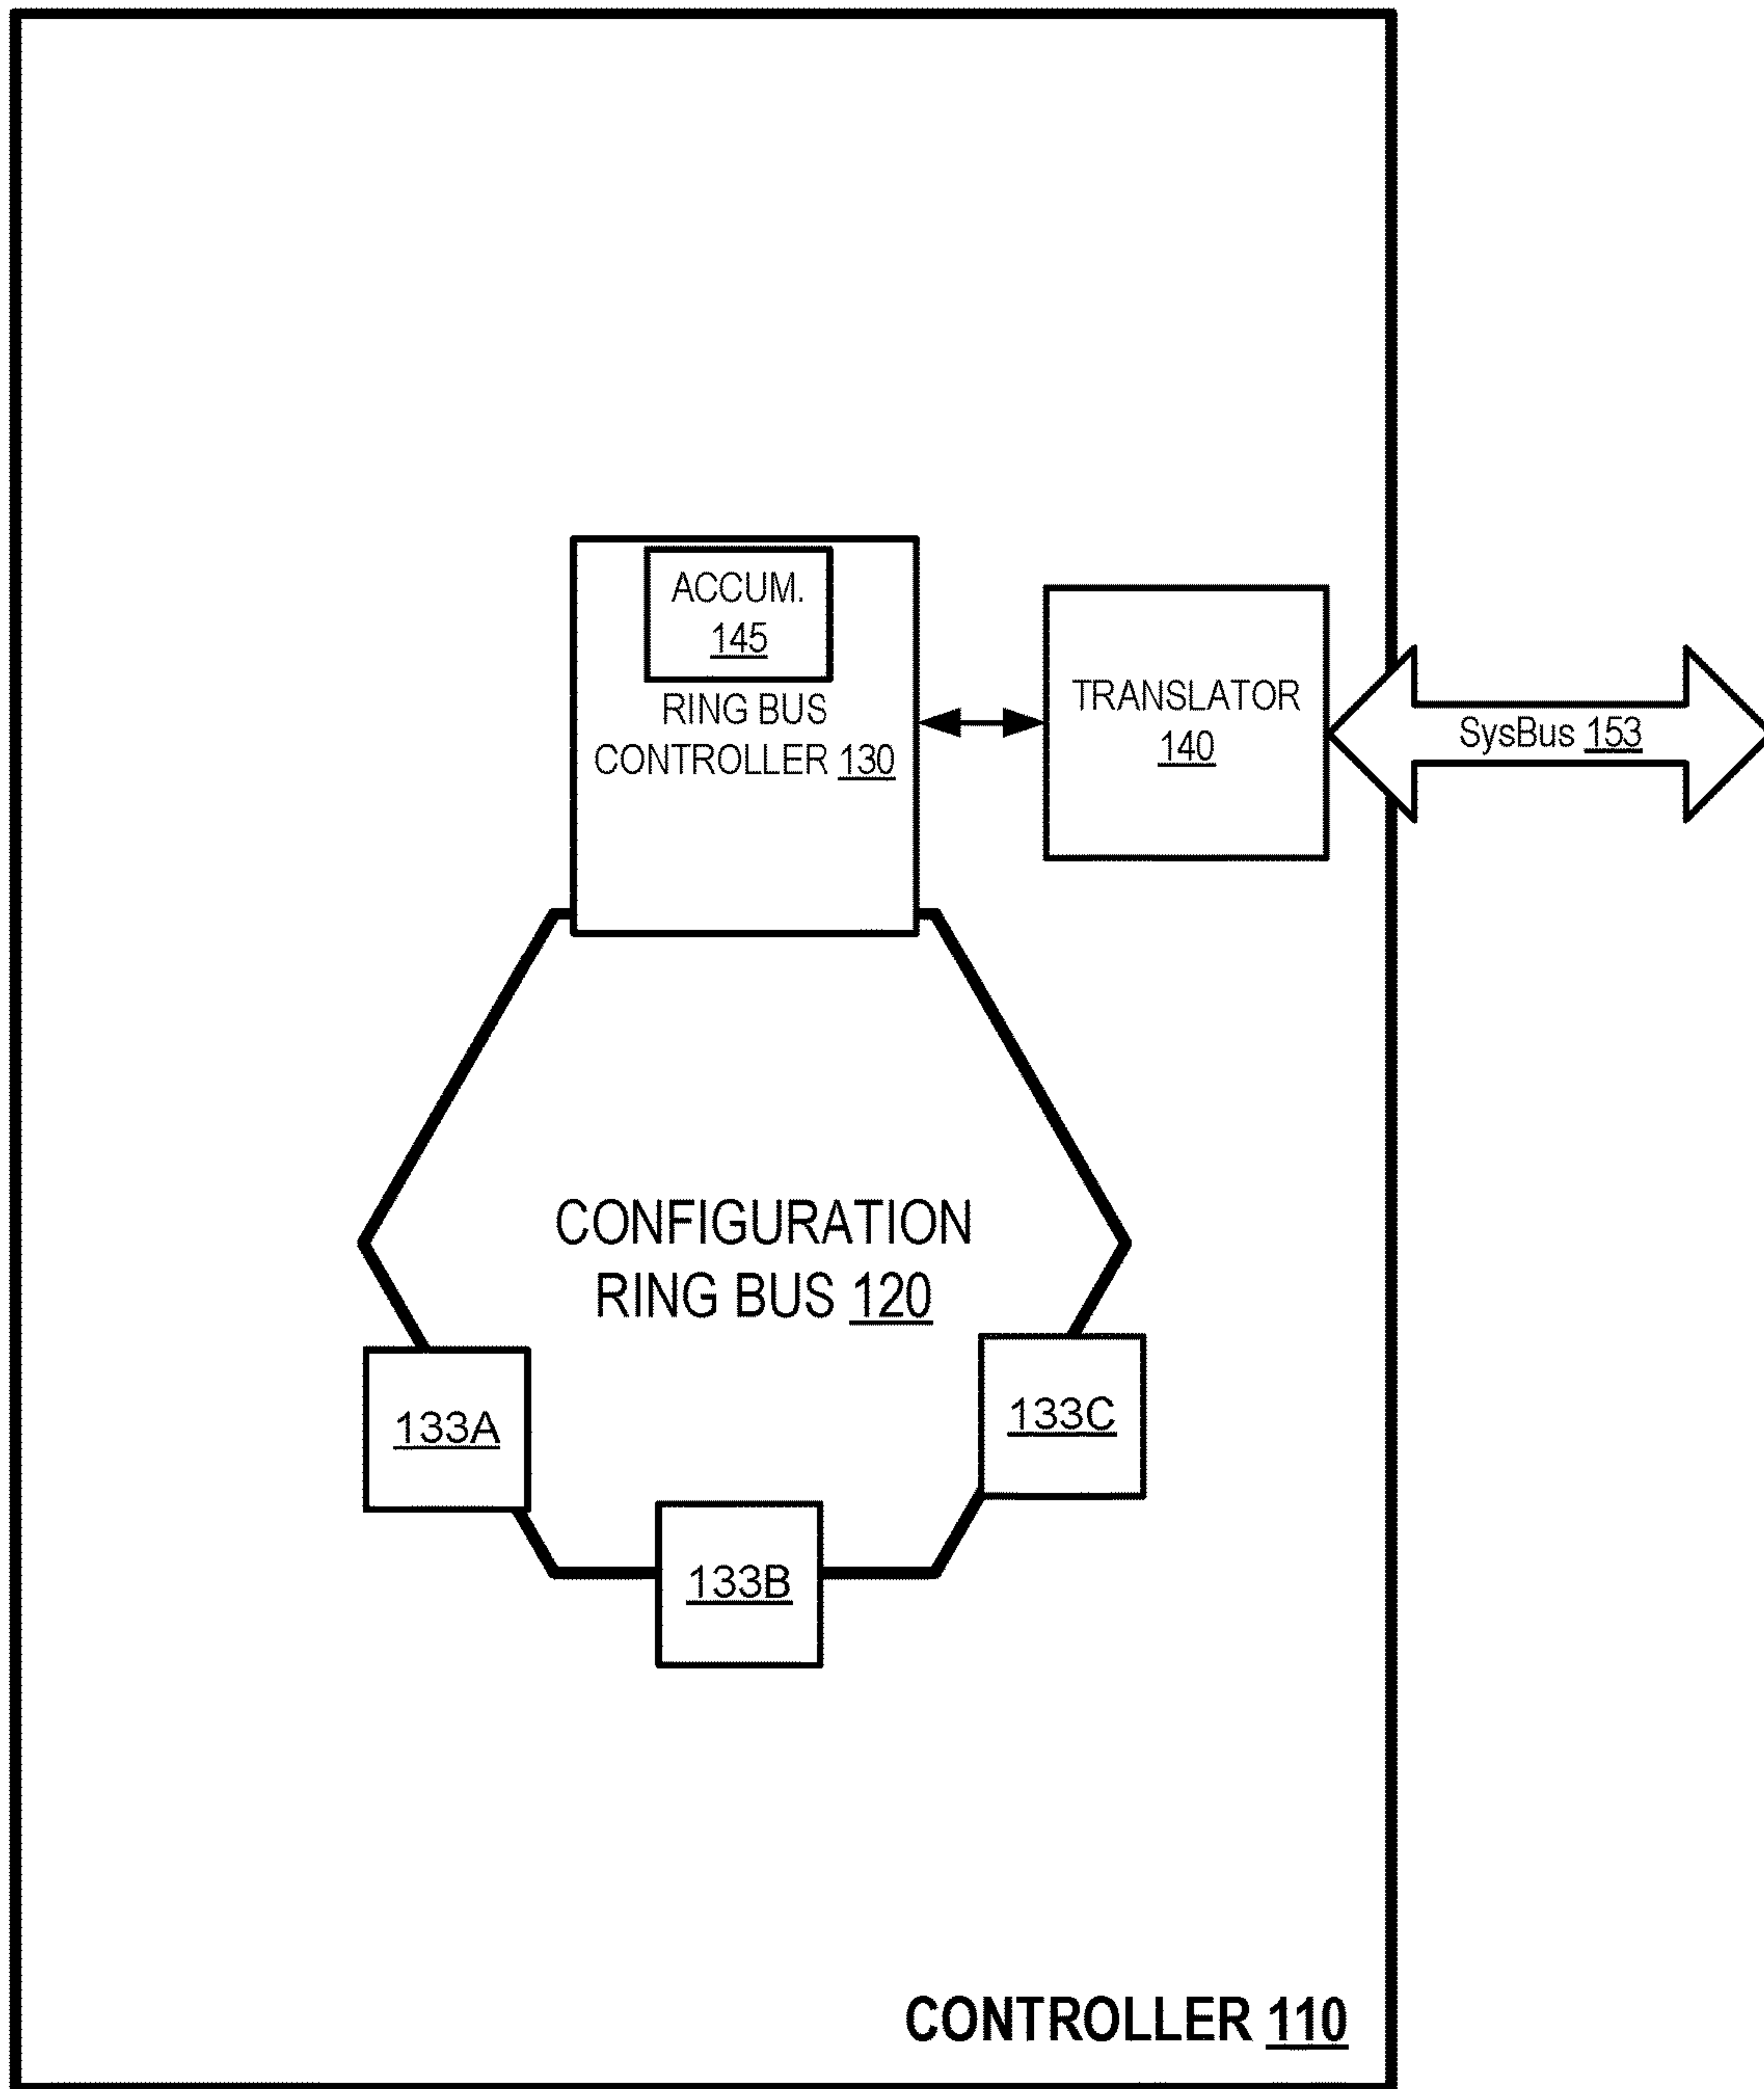 ACCUM.
145
RING BUS
CONTROLLER 130
TRANSLATOR
140
SysBus 153
CONFIGURATION
RING BUS 120
133A
133C
133B
CONTROLLER 110